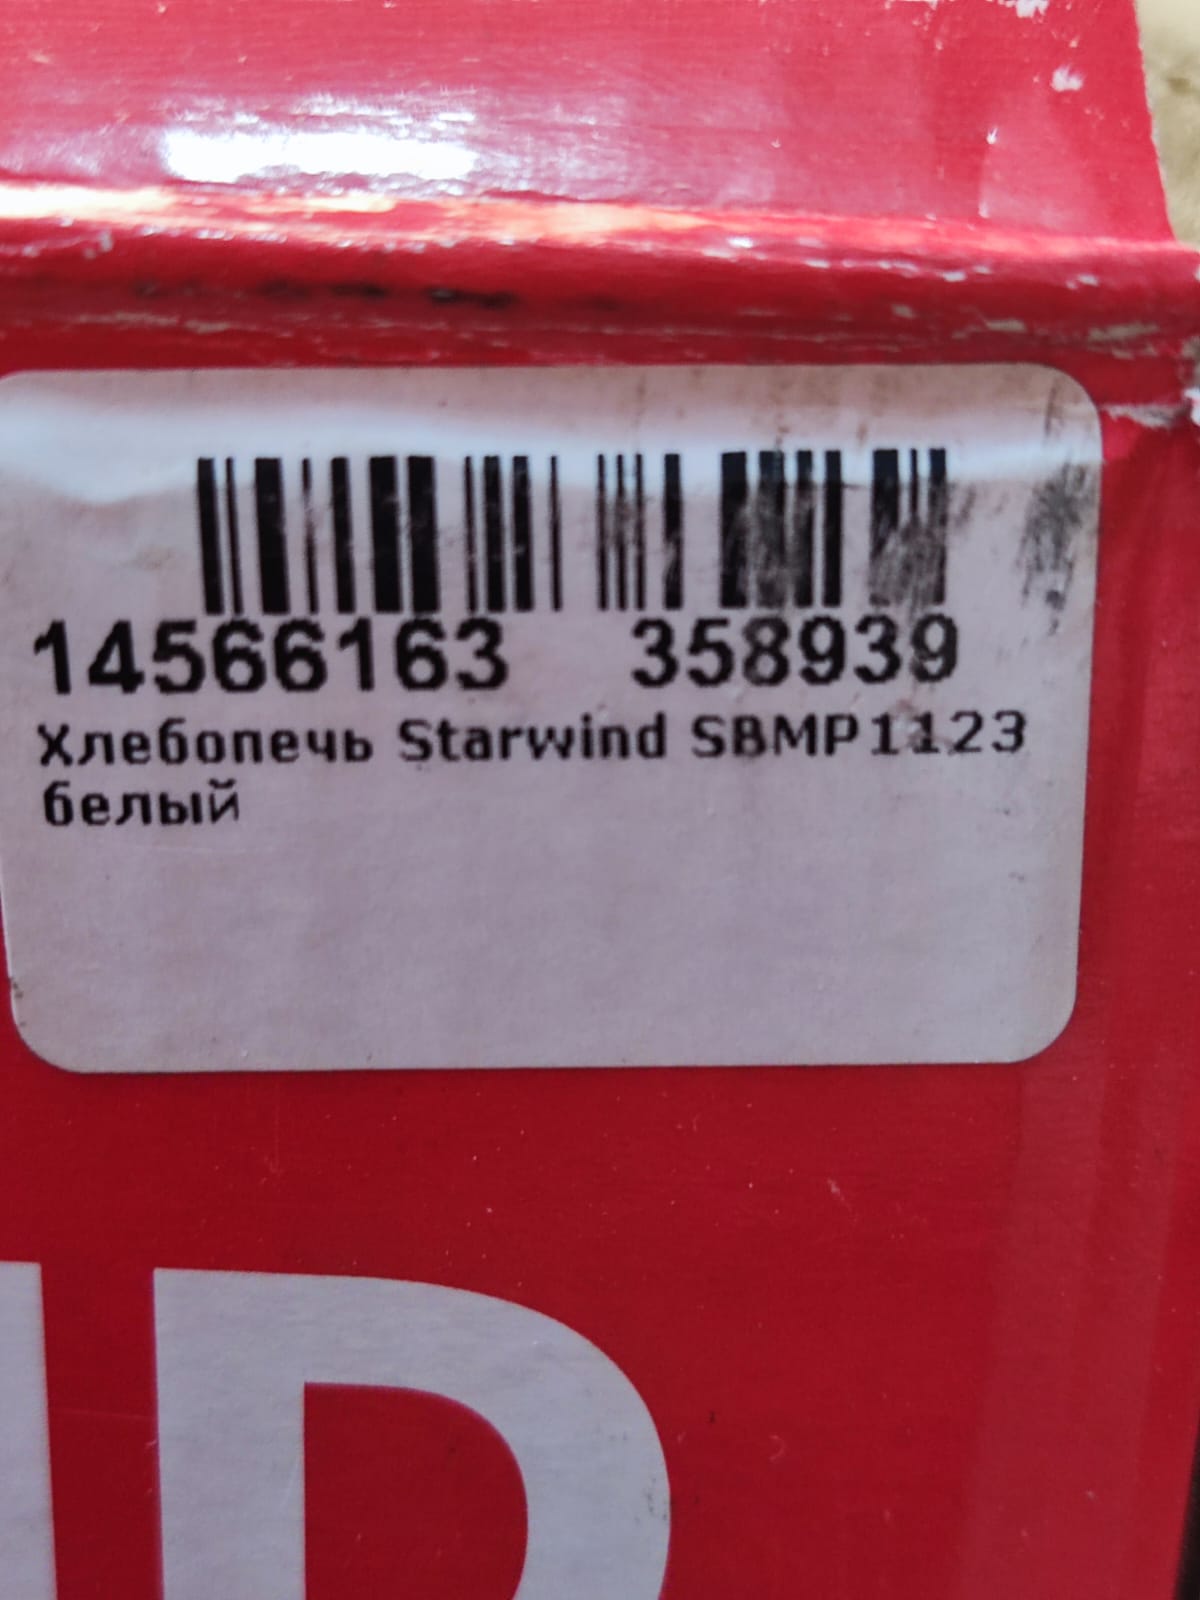 14566163 358939
Хлебопечь Starwind SBMP1123
белый
D